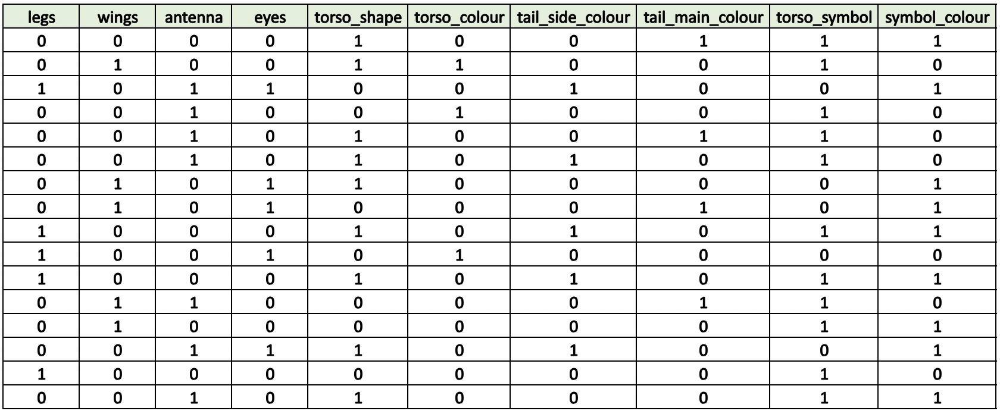 legs wings antenna eyes torso_shape torso_colour tail_side_colour tail_main_colour torso_symbol symbol_colour
0 0 0 0 1 0 0 1 1 1
0 1 0 0 1 1 0 0 1 0
1 0 1 1 0 0 1 0 0 1
0 0 1 0 0 1 0 0 1 0
0 0 1 0 1 0 0 1 1 0
0 0 1 0 1 0 1 0 1 0
0 1 0 1 1 0 0 0 0 1
0 1 0 1 0 0 0 1 0 1
1 0 0 0 1 0 1 0 1 1
1 0 0 1 0 1 0 0 0 0
1 0 0 0 1 0 1 0 1 1
0 1 1 0 0 0 0 1 1 0
0 1 0 0 0 0 0 0 1 1
0 0 1 1 1 0 1 0 0 1
1 0 0 0 0 0 0 0 1 0
0 0 1 0 1 0 0 0 1 1